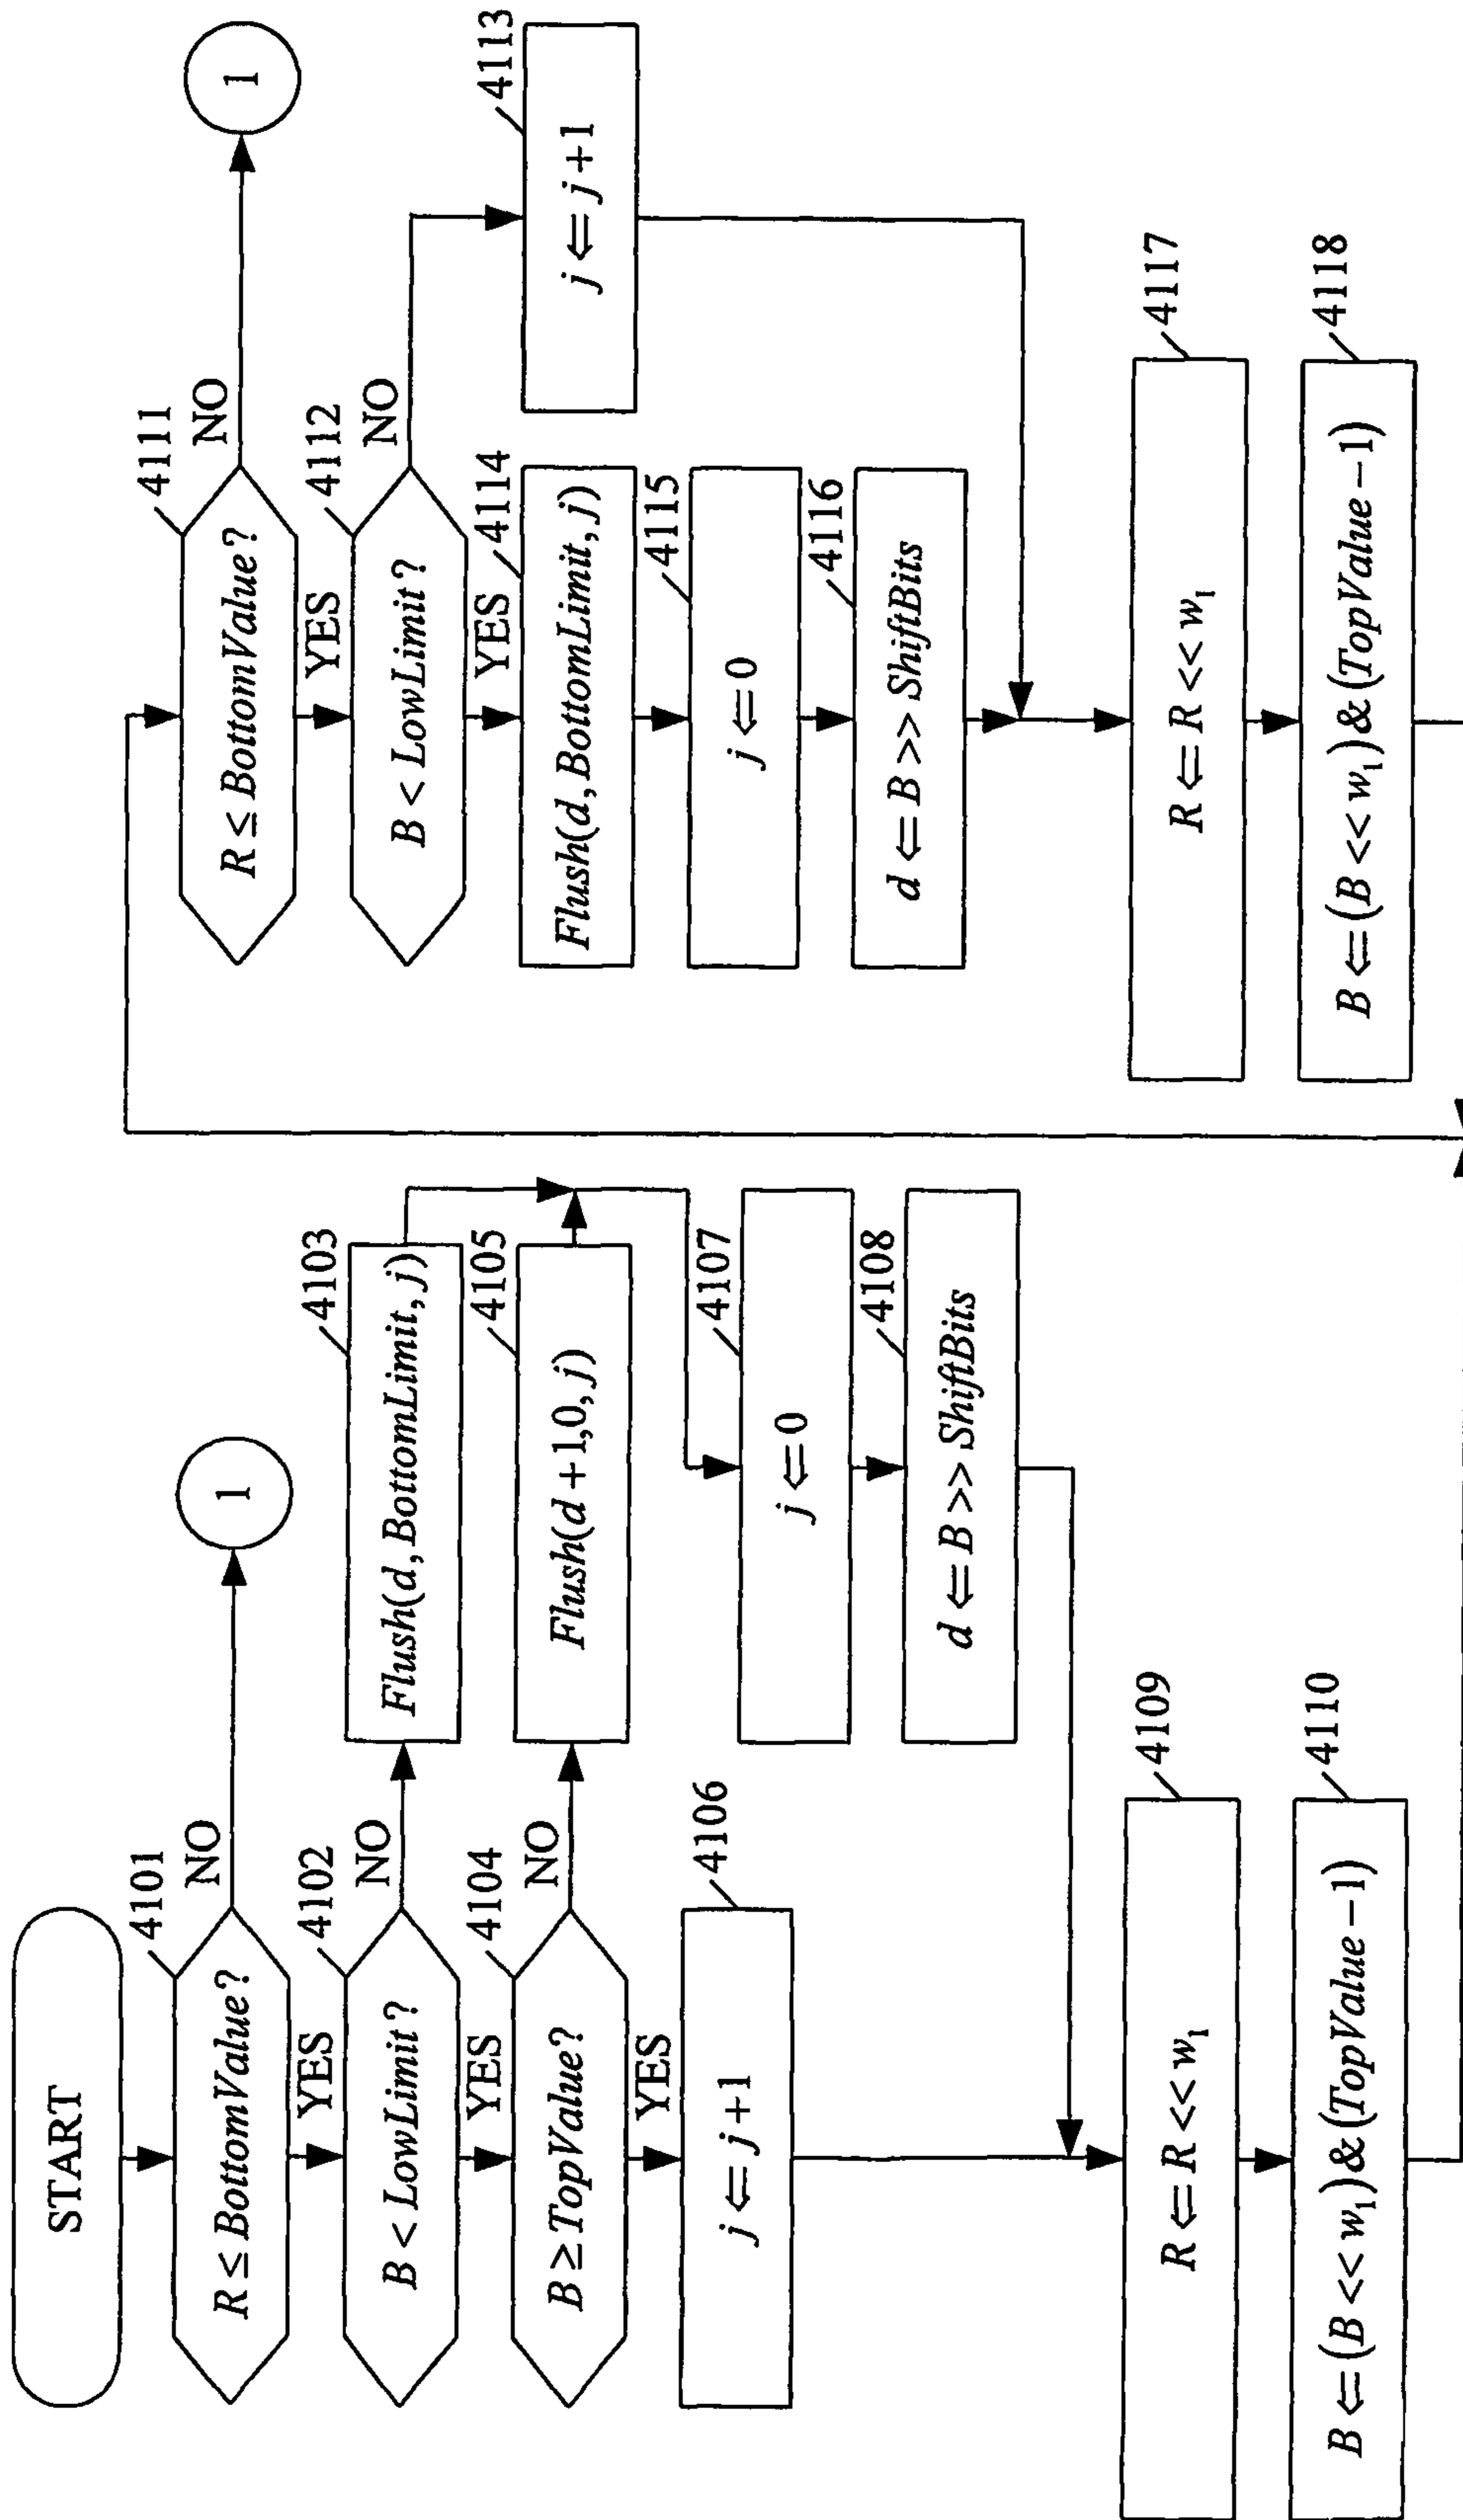 START
4101
R ≤ BottomValue?
NO
1
YES
4102
B < LowLimit?
NO
4103
Flush(d, BottomLimit, j)
YES
4104
B ≥ TopValue?
NO
4105
Flush(d+1,0, j)
YES
4106
j ⇐ j+1
4107
j ⇐ 0
4108
d ⇐ B >> ShiftBits
4109
R ⇐ R << w₁
4110
B ⇐ (B << w₁)&(TopValue−1)
4111
R ≤ BottomValue?
NO
1
YES
4112
B < LowLimit?
NO
4113
j ⇐ j+1
YES
4114
Flush(d, BottomLimit, j)
4115
j ⇐ 0
4116
d ⇐ B >> ShiftBits
4117
R ⇐ R << w₁
4118
B ⇐ (B << w₁)&(TopValue−1)